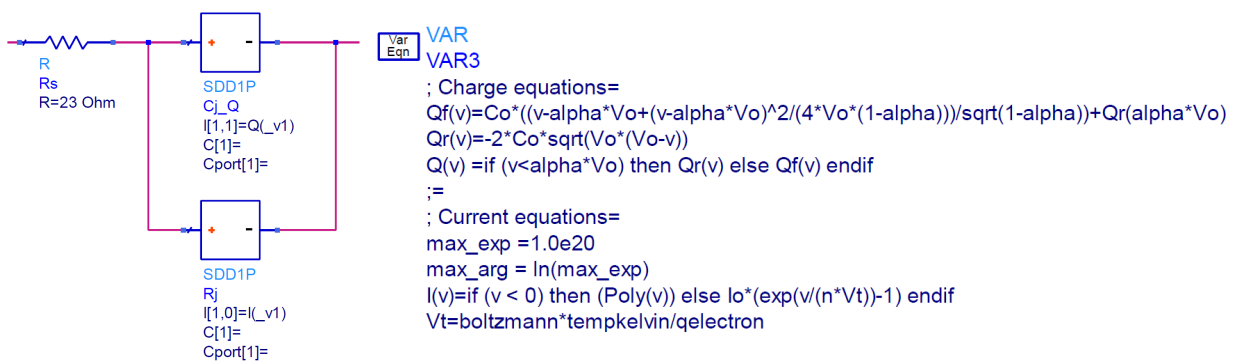 R
Rs
R=23 Ohm
+ -
SDD1P
Cj_Q
I[1,1]=Q(_v1)
C[1]=
Cport[1]=
+ -
SDD1P
Rj
I[1,0]=I(_v1)
C[1]=
Cport[1]=
Var
Eqn
VAR
VAR3
; Charge equations=
Qf(v)=Co*((v-alpha*Vo+(v-alpha*Vo)^2/(4*Vo*(1-alpha)))/sqrt(1-alpha))+Qr(alpha*Vo)
Qr(v)=-2*Co*sqrt(Vo*(Vo-v))
Q(v) =if (v<alpha*Vo) then Qr(v) else Qf(v) endif
;=
; Current equations=
max_exp =1.0e20
max_arg = ln(max_exp)
I(v)=if (v < 0) then (Poly(v)) else Io*(exp(v/(n*Vt))-1) endif
Vt=boltzmann*tempkelvin/qelectron